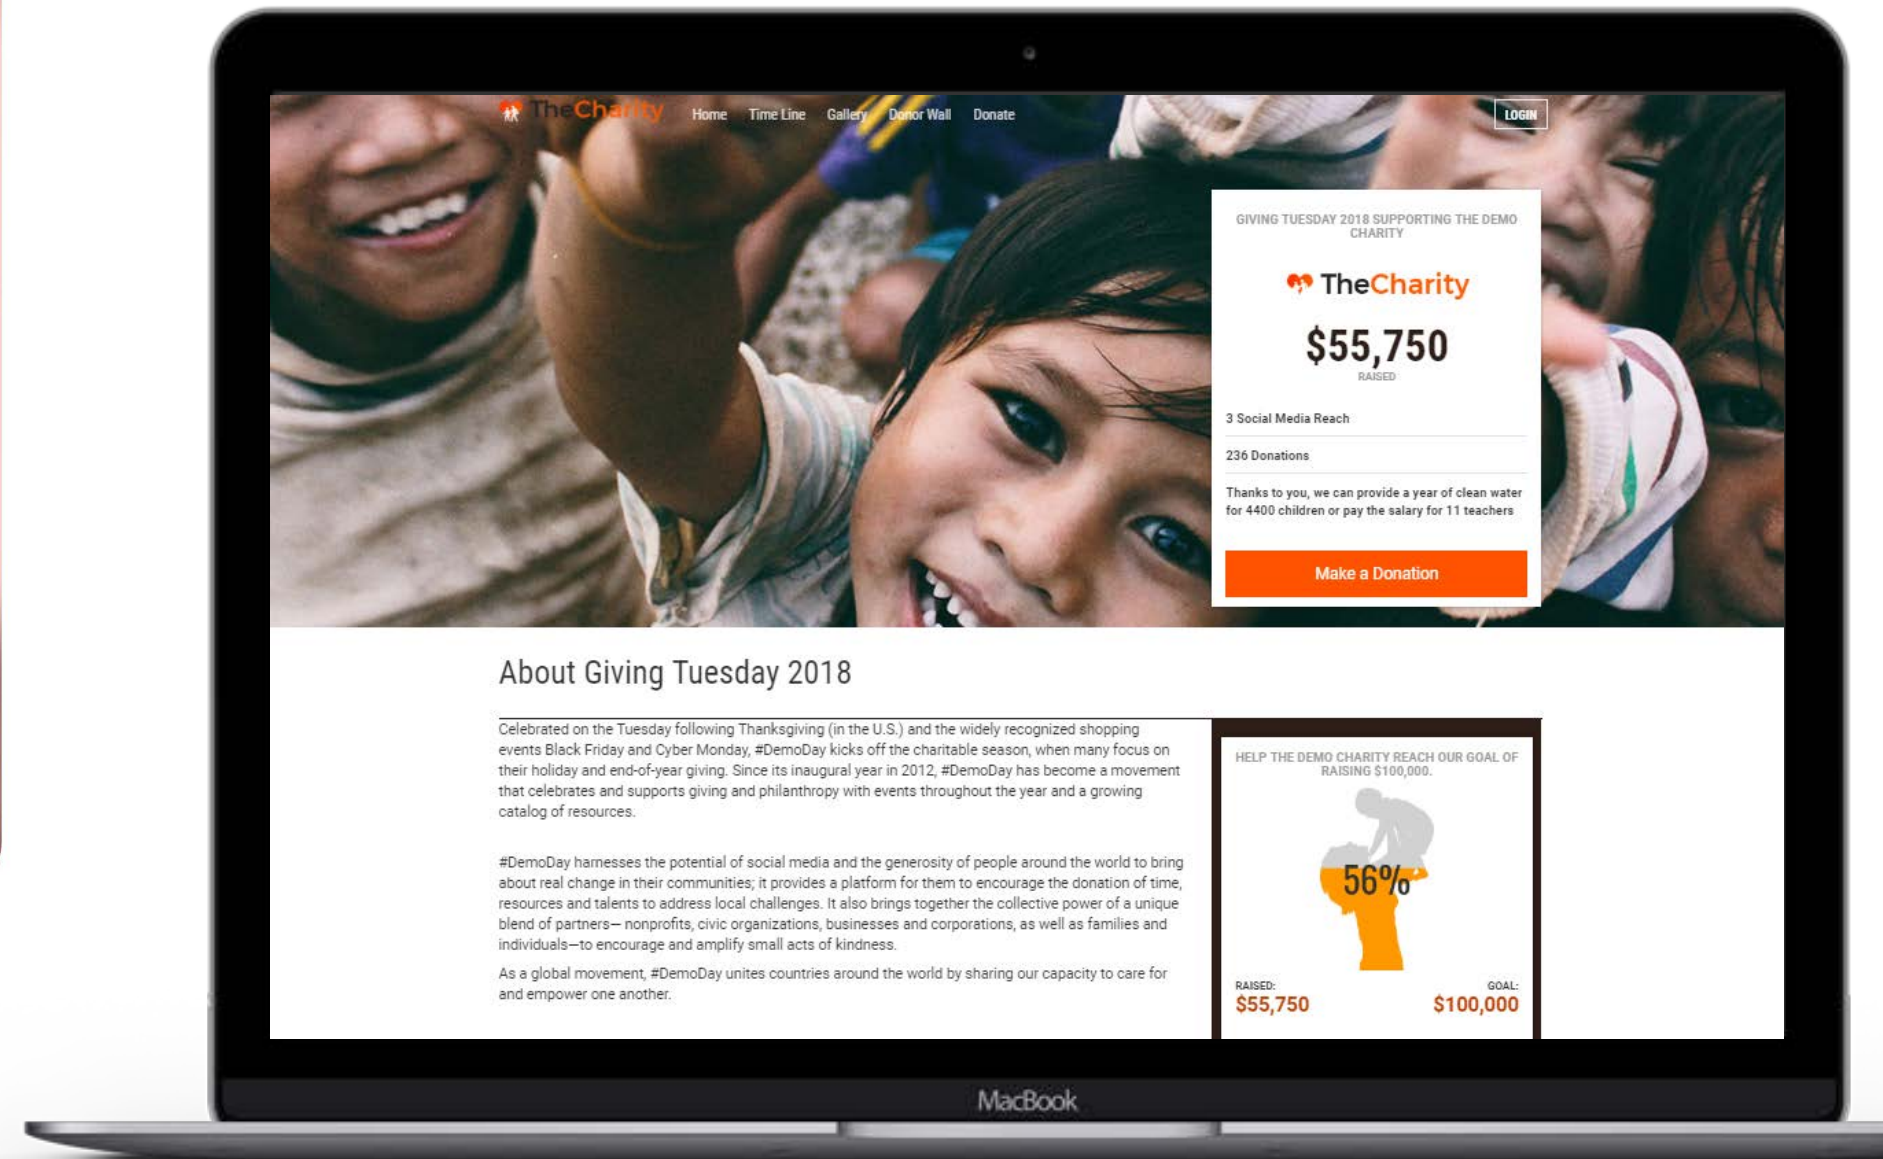 TheCharity Home Time Line Gallery Donor Wall Donate LOGIN
GIVING TUESDAY 2018 SUPPORTING THE DEMO
CHARITY
TheCharity
$55,750
RAISED
3 Social Media Reach
236 Donations
Thanks to you, we can provide a year of clean water
for 4400 children or pay the salary for 11 teachers
Make a Donation
About Giving Tuesday 2018
Celebrated on the Tuesday following Thanksgiving (in the U.S.) and the widely recognized shopping
events Black Friday and Cyber Monday, #DemoDay kicks off the charitable season, when many focus on
their holiday and end-of-year giving. Since its inaugural year in 2012, #DemoDay has become a movement
that celebrates and supports giving and philanthropy with events throughout the year and a growing
catalog of resources.
#DemoDay harnesses the potential of social media and the generosity of people around the world to bring
about real change in their communities; it provides a platform for them to encourage the donation of time,
resources and talents to address local challenges. It also brings together the collective power of a unique
blend of partners— nonprofits, civic organizations, businesses and corporations, as well as families and
individuals—to encourage and amplify small acts of kindness.
As a global movement, #DemoDay unites countries around the world by sharing our capacity to care for
and empower one another.
HELP THE DEMO CHARITY REACH OUR GOAL OF
RAISING $100,000.
56%
RAISED: GOAL:
$55,750 $100,000
MacBook